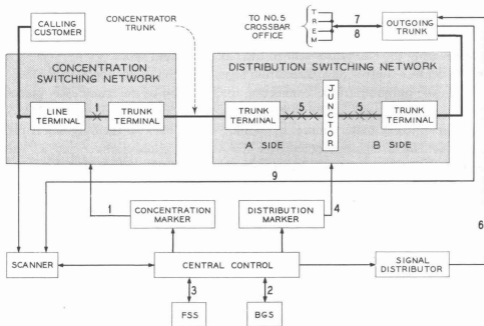 CALLING
CUSTOMER
CONCENTRATOR
TRUNK
TO NO. 5
CROSSBAR
OFFICE
T
R
E
M
7
8
OUTGOING
TRUNK
CONCENTRATION
SWITCHING NETWORK
DISTRIBUTION SWITCHING NETWORK
LINE
TERMINAL
1
TRUNK
TERMINAL
TRUNK
TERMINAL
5
JUNCTOR
5
TRUNK
TERMINAL
A SIDE
B SIDE
9
1
CONCENTRATION
MARKER
DISTRIBUTION
MARKER
4
6
SCANNER
CENTRAL CONTROL
SIGNAL
DISTRIBUTOR
3
2
FSS
BGS